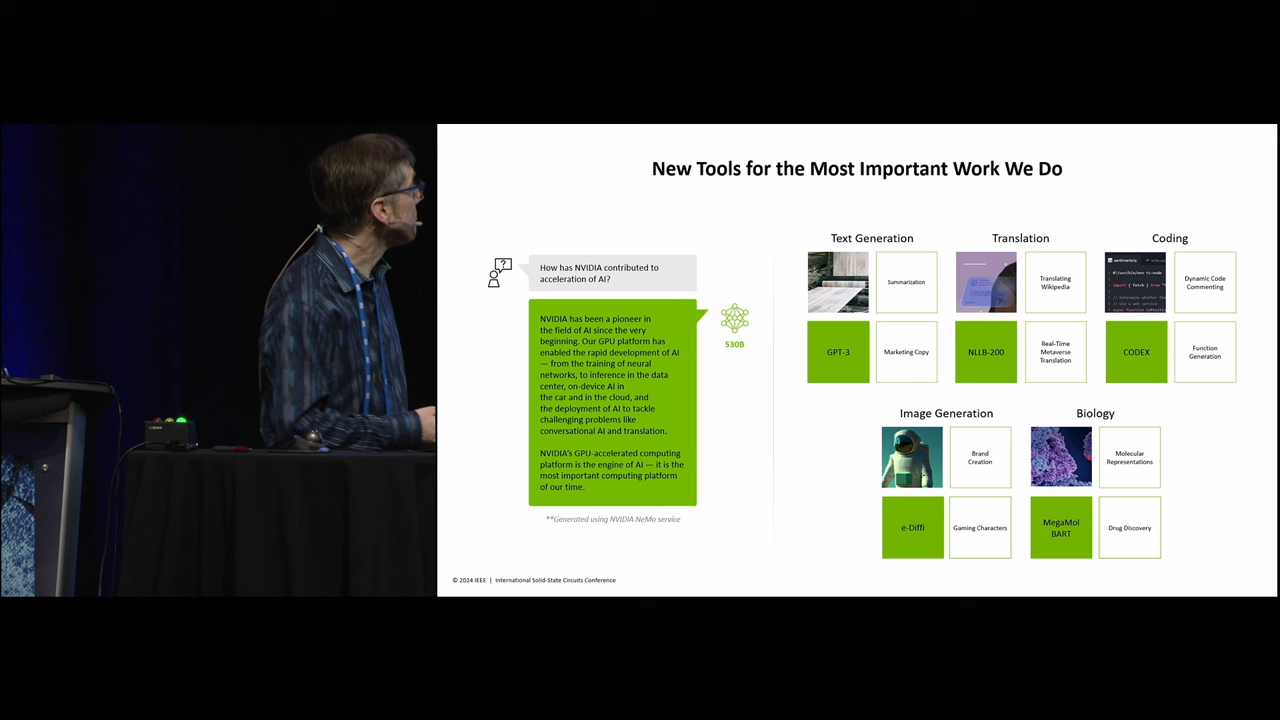 New Tools for the Most Important Work We Do
How has NVIDIA contributed to
acceleration of AI?
NVIDIA has been a pioneer in
the field of AI since the very
beginning. Our GPU platform has
enabled the rapid development of AI
— from the training of neural
networks, to inference in the data
center, on-device AI in
the car and in the cloud, and
the deployment of AI to tackle
challenging problems like
conversational AI and translation.
NVIDIA's GPU-accelerated computing
platform is the engine of AI — it is the
most important computing platform
of our time.
530B
**Generated using NVIDIA NeMo service
Text Generation
Summarization
GPT-3
Marketing Copy
Translation
Translating
Wikipedia
NLLB-200
Real-Time
Metaverse
Translation
Coding
Dynamic Code
Commenting
CODEX
Function
Generation
Image Generation
Brand
Creation
e-Diffi
Gaming Characters
Biology
Molecular
Representations
MegaMol
BART
Drug Discovery
© 2024 IEEE | International Solid-State Circuits Conference